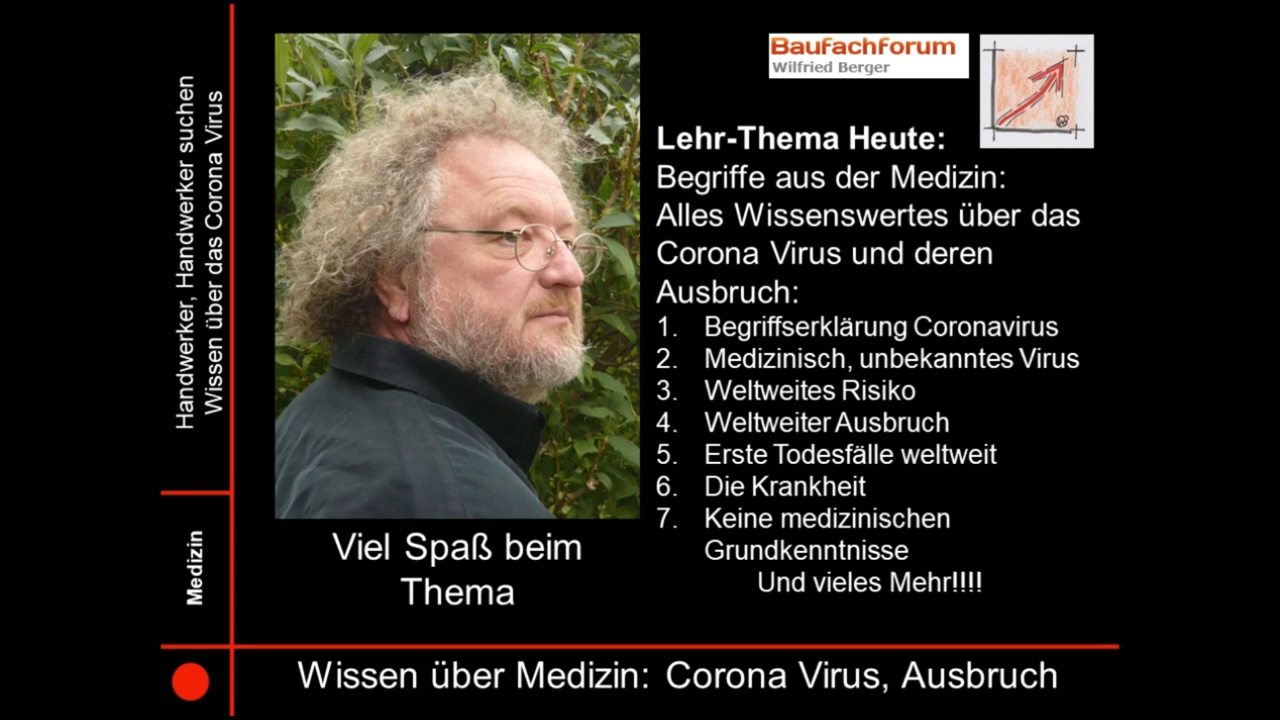 Handwerker, Handwerker suchen
Wissen über das Corona Virus
Medizin
Baufachforum
Wilfried Berger
Lehr-Thema Heute:
Begriffe aus der Medizin:
Alles Wissenswertes über das
Corona Virus und deren
Ausbruch:
1. Begriffserklärung Coronavirus
2. Medizinisch, unbekanntes Virus
3. Weltweites Risiko
4. Weltweiter Ausbruch
5. Erste Todesfälle weltweit
6. Die Krankheit
7. Keine medizinischen
Grundkenntnisse
Und vieles Mehr!!!!
Viel Spaß beim
Thema
Wissen über Medizin: Corona Virus, Ausbruch